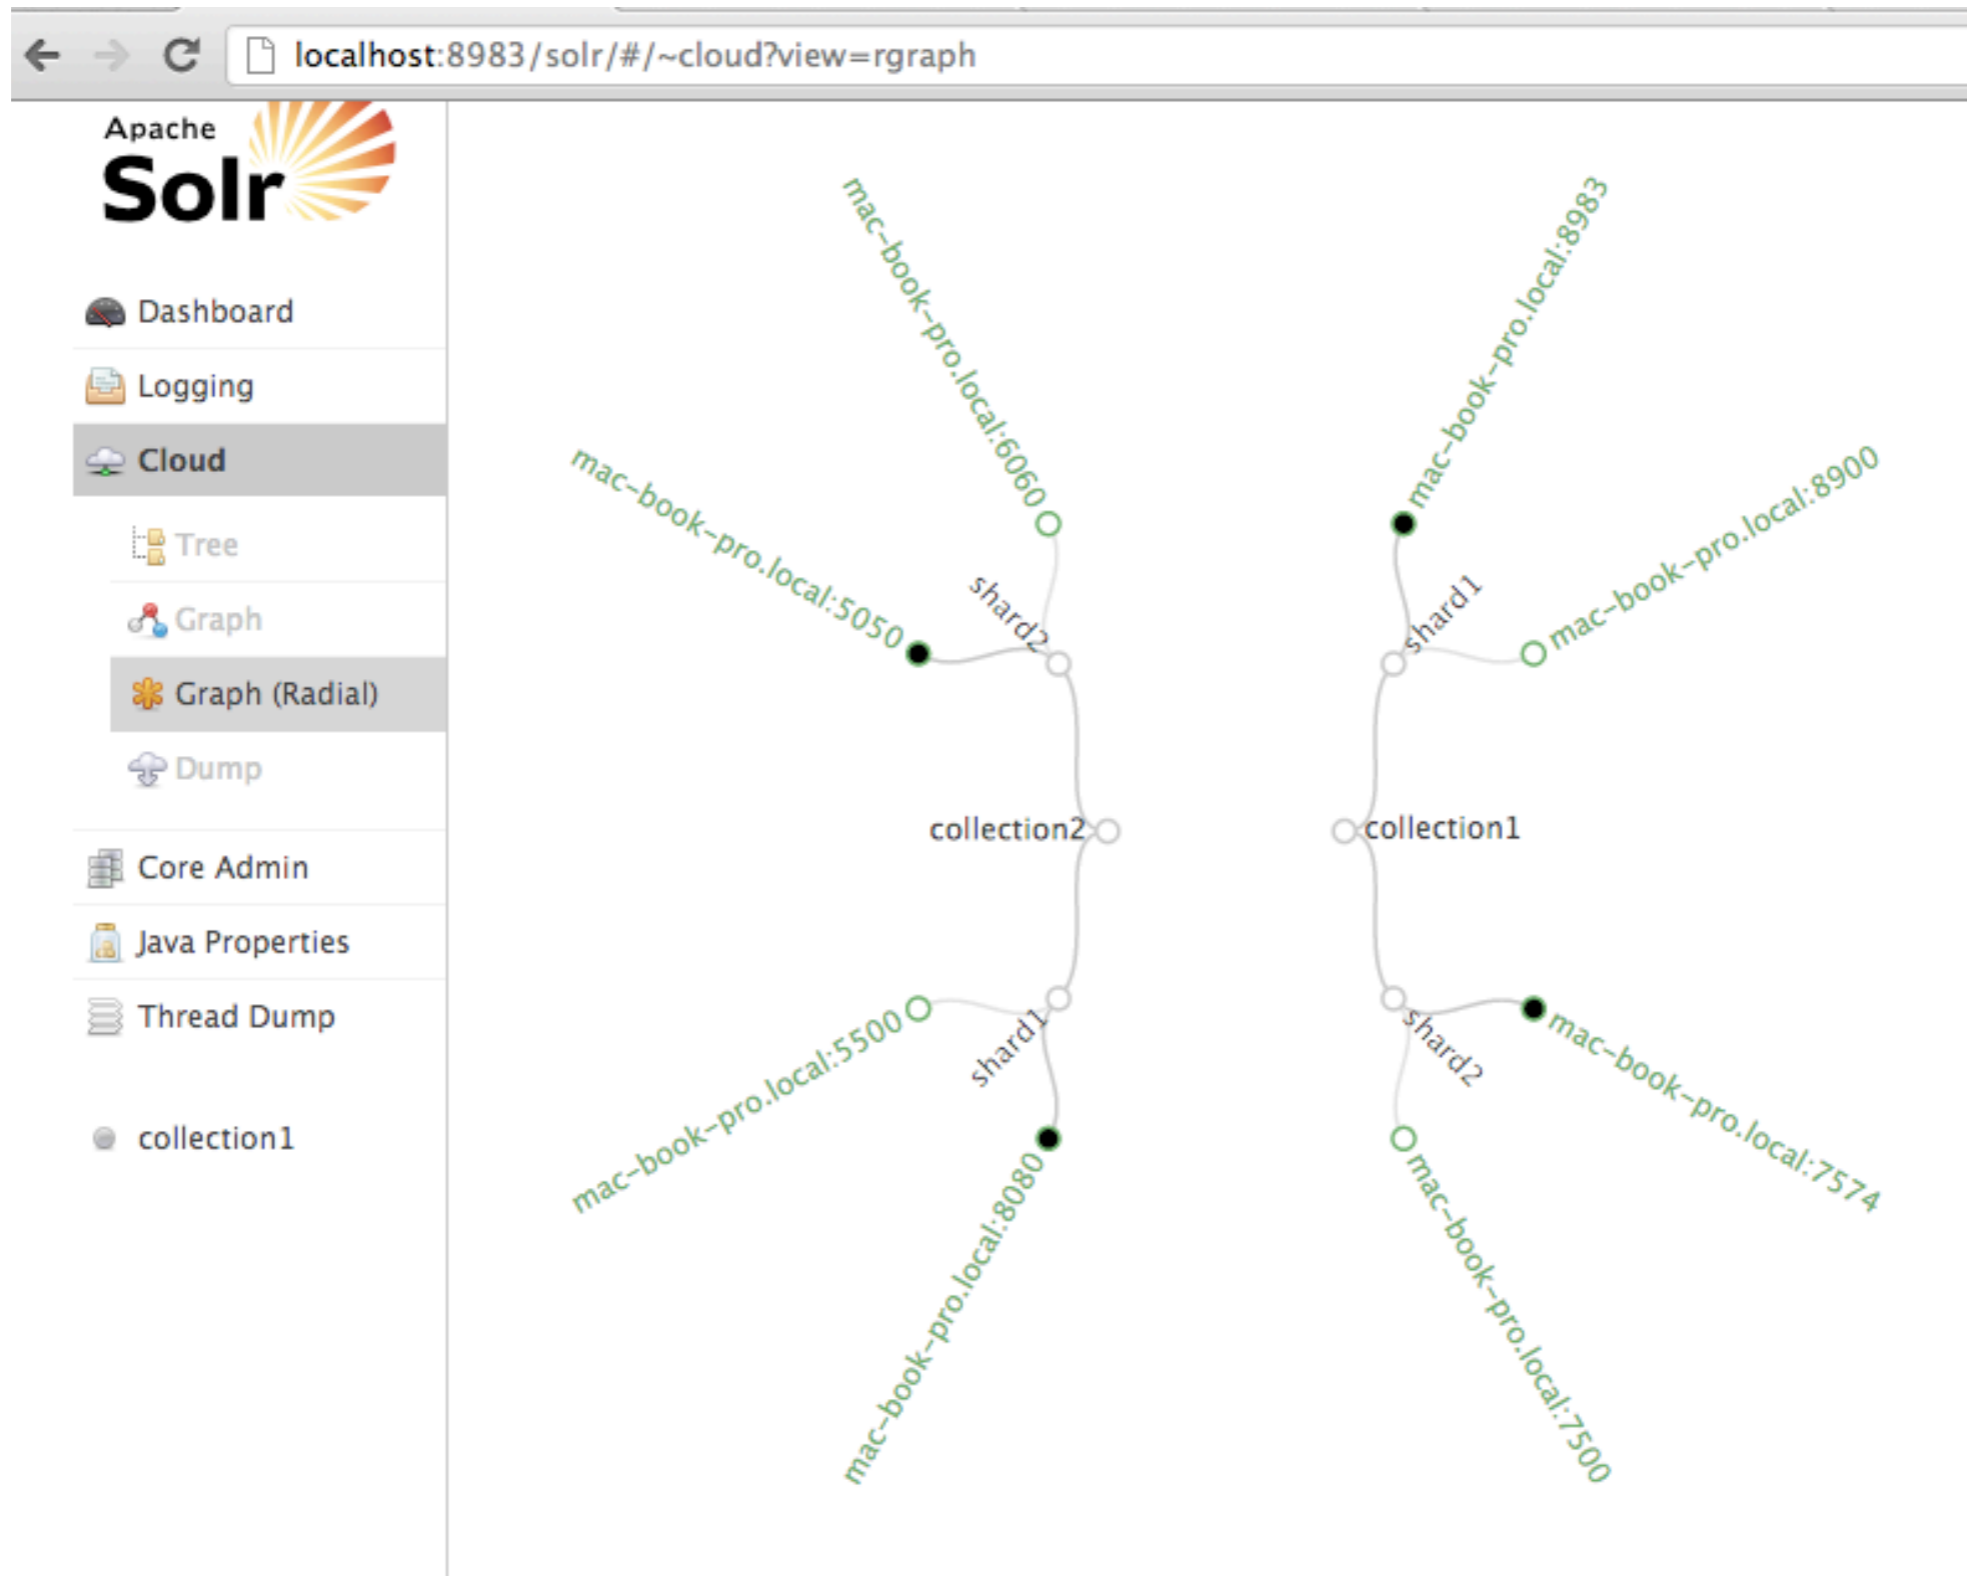 localhost:8983/solr/#/~cloud?view=rgraph
Apache
Solr
Dashboard
Logging
Cloud
Tree
Graph
Graph (Radial)
Dump
Core Admin
Java Properties
Thread Dump
collection1
mac-book-pro.local:6060
mac-book-pro.local:5050
shard2
collection2
mac-book-pro.local:5500
shard1
mac-book-pro.local:8080
mac-book-pro.local:8983
mac-book-pro.local:8900
shard1
collection1
shard2
mac-book-pro.local:7574
mac-book-pro.local:7500